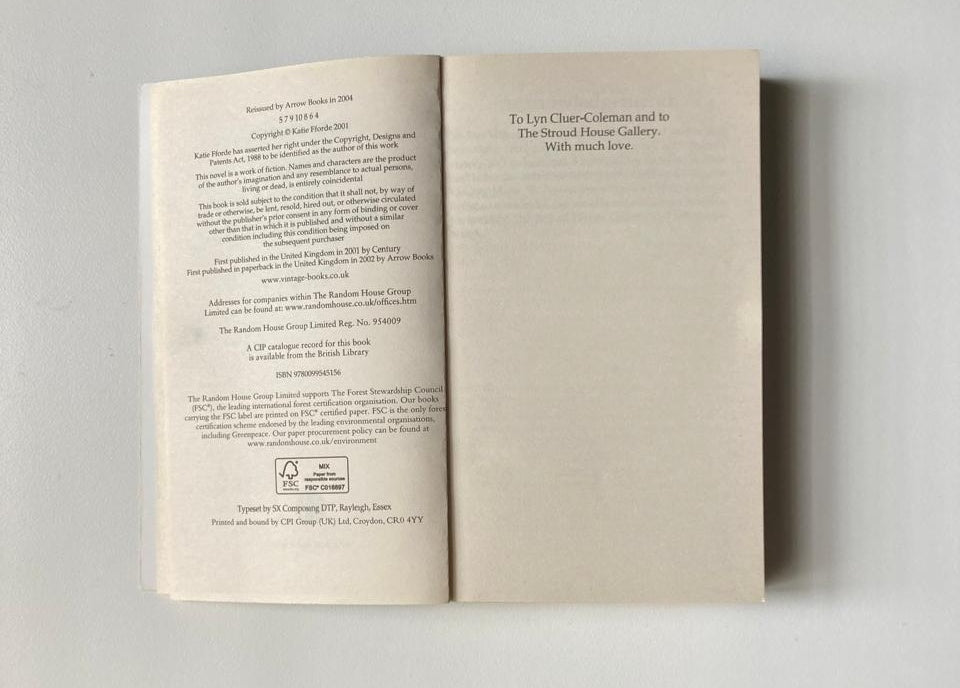 Reissued by Arrow Books in 2004
5 7 9 10 8 6 4
Copyright © Katie Fforde 2001
Katie Fforde has asserted her right under the Copyright, Designs and
Patents Act, 1988 to be identified as the author of this work
This novel is a work of fiction. Names and characters are the product
of the author's imagination and any resemblance to actual persons,
living or dead, is entirely coincidental
This book is sold subject to the condition that it shall not, by way of
trade or otherwise, be lent, resold, hired out, or otherwise circulated
without the publisher's prior consent in any form of binding or cover
other than that in which it is published and without a similar
condition including this condition being imposed on
the subsequent purchaser
First published in the United Kingdom in 2001 by Century
First published in paperback in the United Kingdom in 2002 by Arrow Books
www.vintage-books.co.uk
Addresses for companies within The Random House Group
Limited can be found at: www.randomhouse.co.uk/offices.htm
The Random House Group Limited Reg. No. 954009
A CIP catalogue record for this book
is available from the British Library
ISBN 9780099545156
The Random House Group Limited supports The Forest Stewardship Council
(FSC®), the leading international forest certification organisation. Our books
carrying the FSC label are printed on FSC® certified paper. FSC is the only fores
certification scheme endorsed by the leading environmental organisations,
including Greenpeace. Our paper procurement policy can be found at
www.randomhouse.co.uk/environment
FSC
MIX
Paper from
responsible sources
FSC® C016897
Typeset by SX Composing DTP, Rayleigh, Essex
Printed and bound by CPI Group (UK) Ltd, Croydon, CR0 4YY
To Lyn Cluer-Coleman and to
The Stroud House Gallery.
With much love.